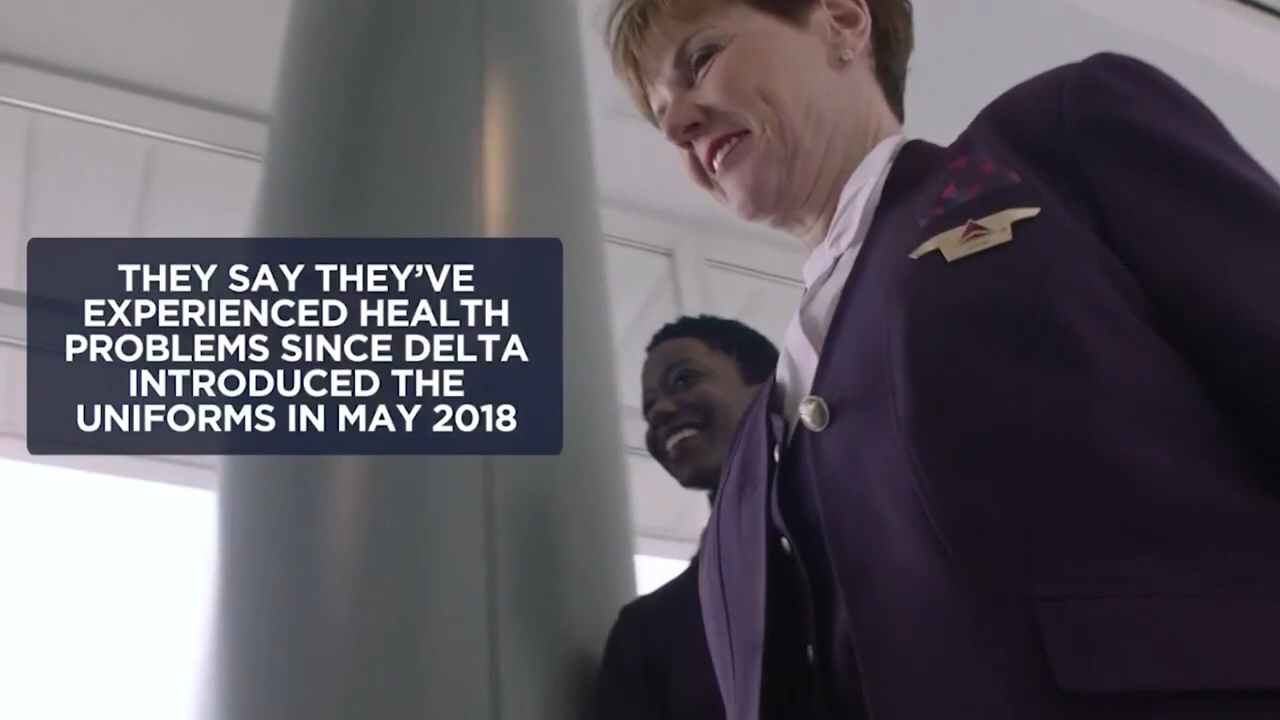 THEY SAY THEY'VE
EXPERIENCED HEALTH
PROBLEMS SINCE DELTA
INTRODUCED THE
UNIFORMS IN MAY 2018